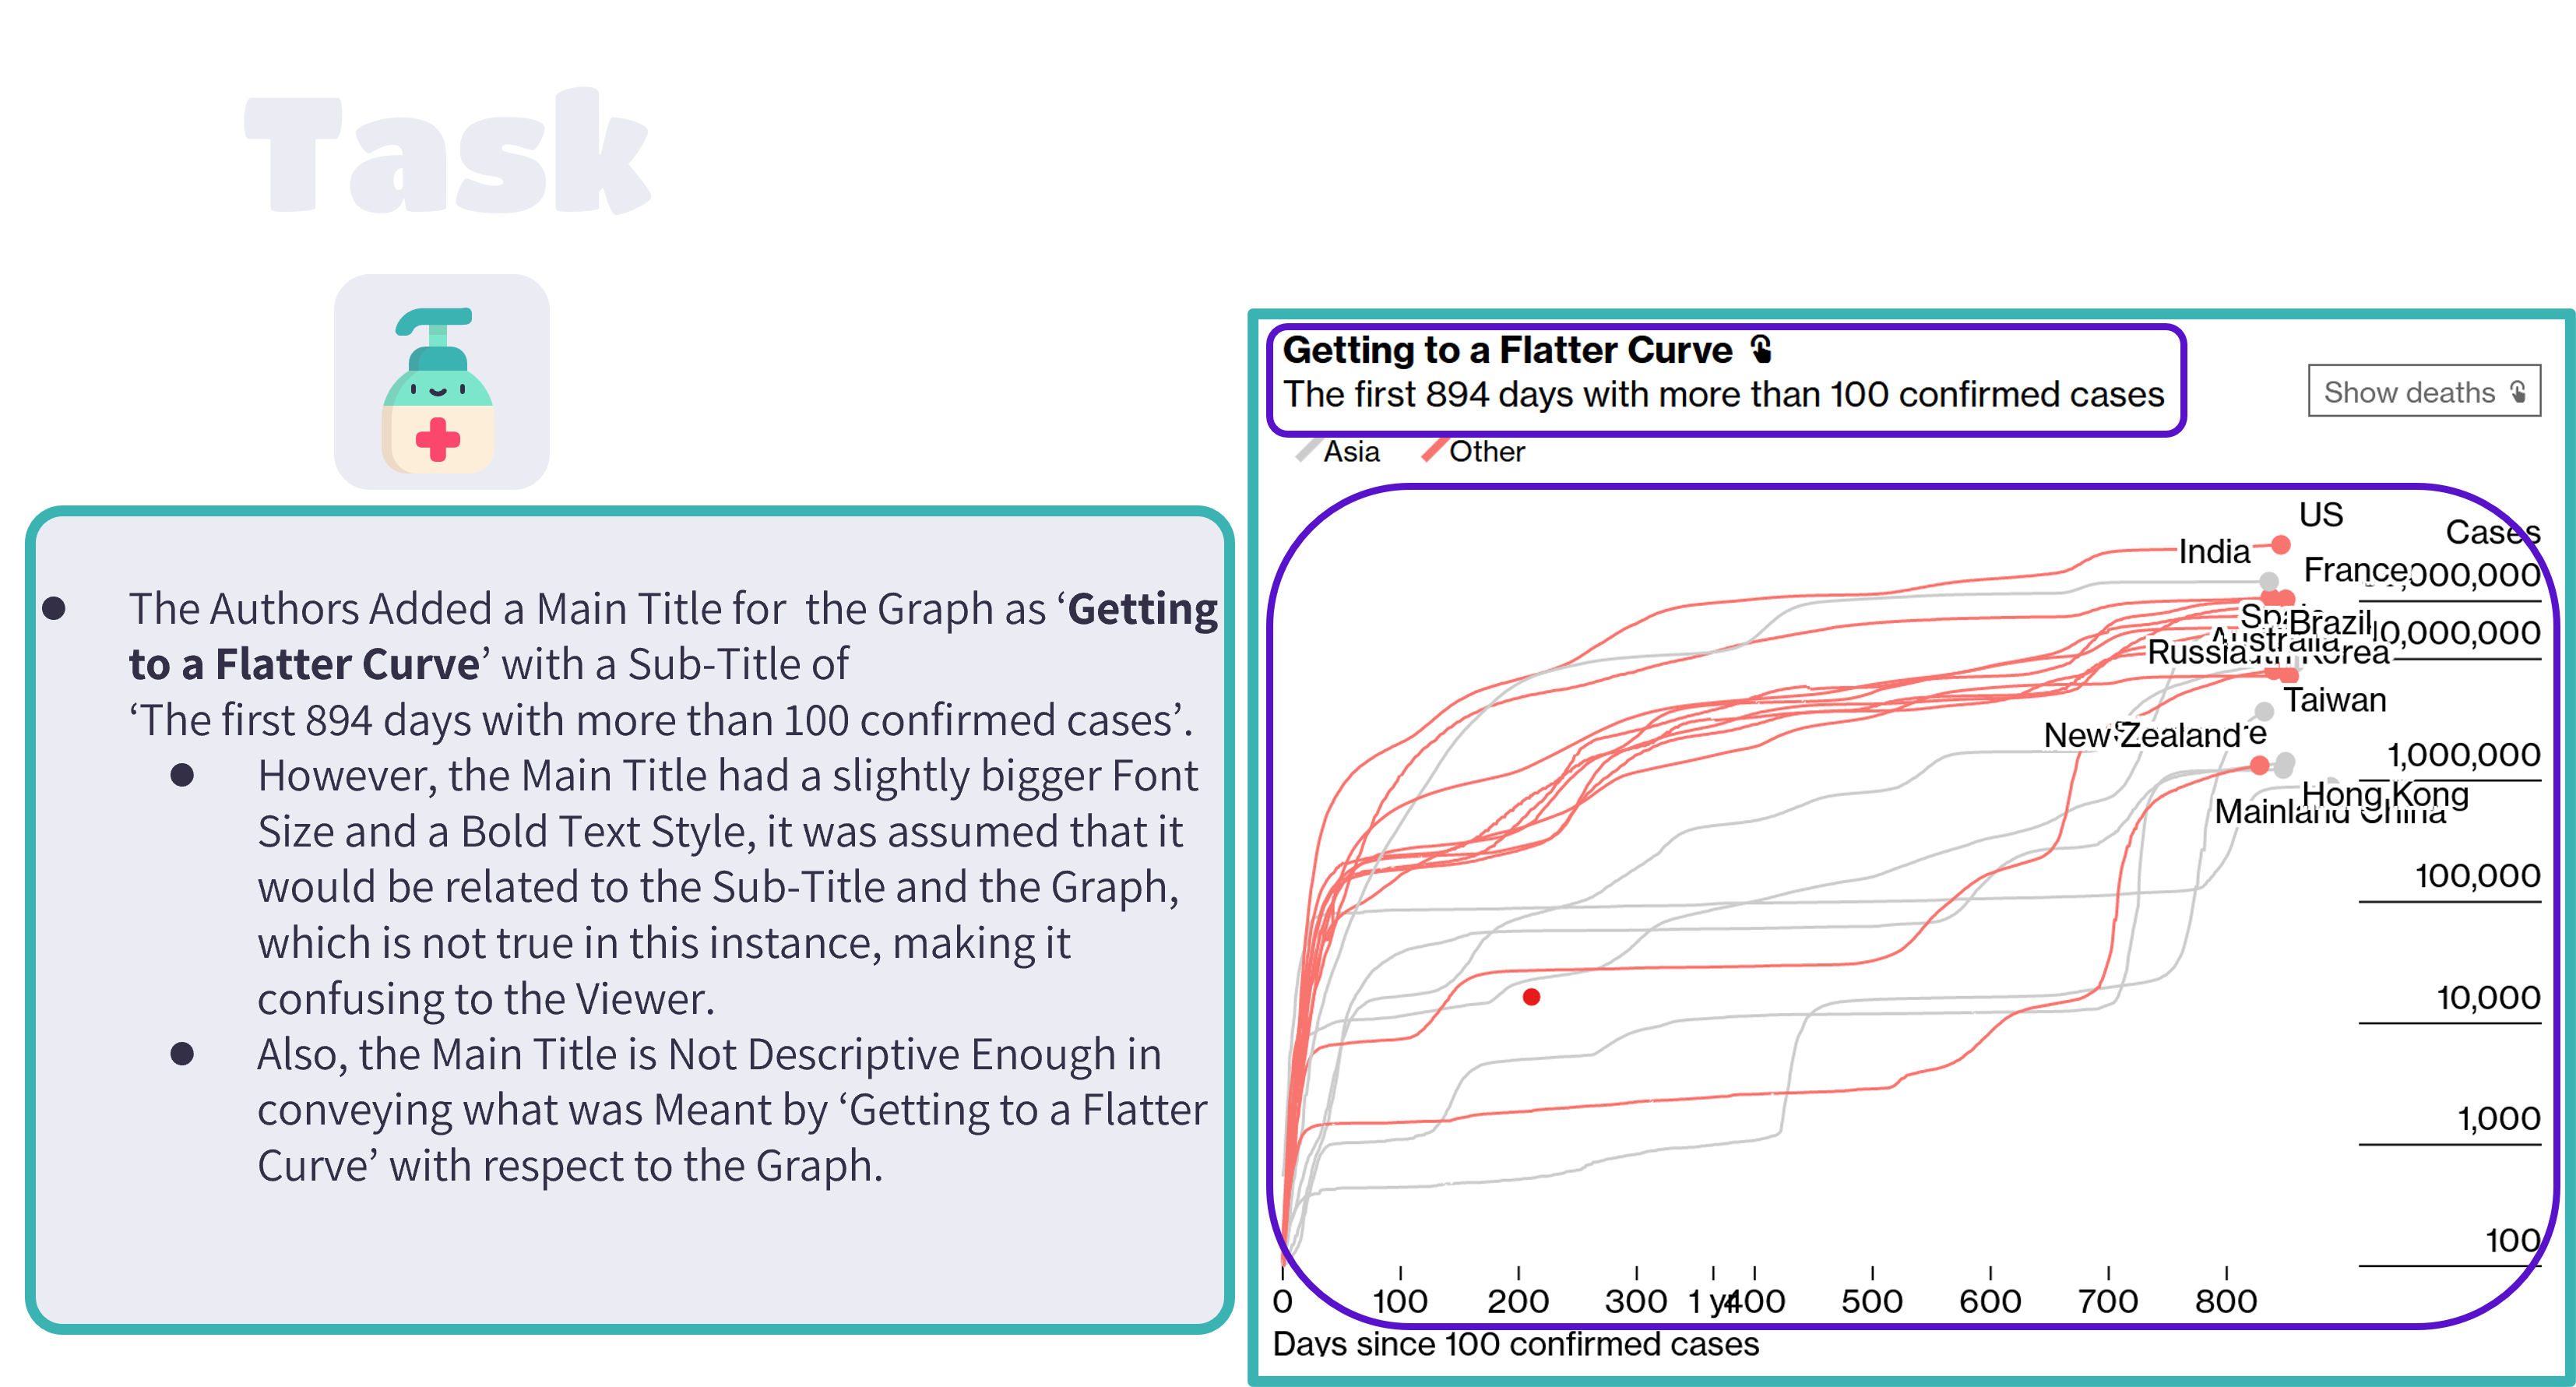 Task
The Authors Added a Main Title for the Graph as ‘Getting
to a Flatter Curve’ with a Sub-Title of
‘The first 894 days with more than 100 confirmed cases’.
However, the Main Title had a slightly bigger Font
Size and a Bold Text Style, it was assumed that it
would be related to the Sub-Title and the Graph,
which is not true in this instance, making it
confusing to the Viewer.
Also, the Main Title is Not Descriptive Enough in
conveying what was Meant by ‘Getting to a Flatter
Curve’ with respect to the Graph.
Getting to a Flatter Curve
The first 894 days with more than 100 confirmed cases
Show deaths
Asia Other
US
Cases
India
France
Brazil
10,000,000
Australia
Russia Korea
Taiwan
New Zealand
1,000,000
Hong Kong
Mainland China
100,000
10,000
1,000
100
0 100 200 300 1 yr 400 500 600 700 800
Days since 100 confirmed cases